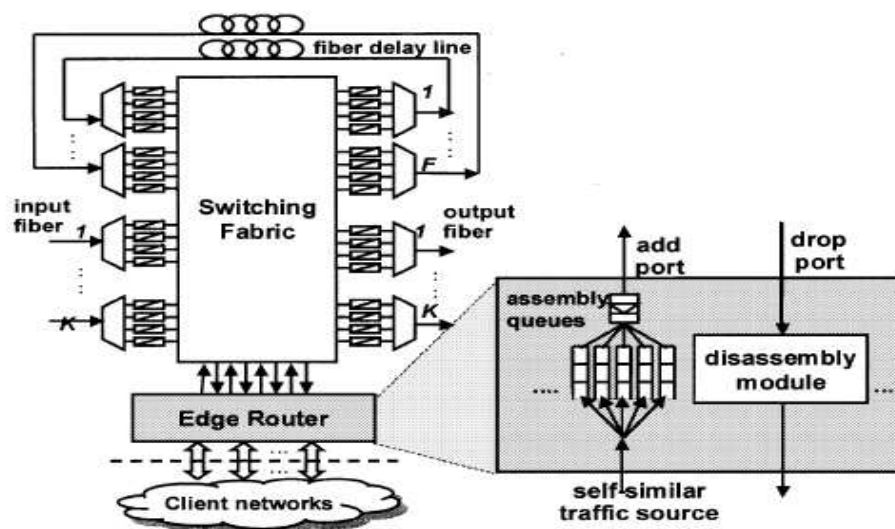 fiber delay line
1
F
input
fiber
1
K
Switching
Fabric
output
fiber
1
K
Edge Router
Client networks
add
port
drop
port
assembly
queues
disassembly
module
self-similar
traffic source